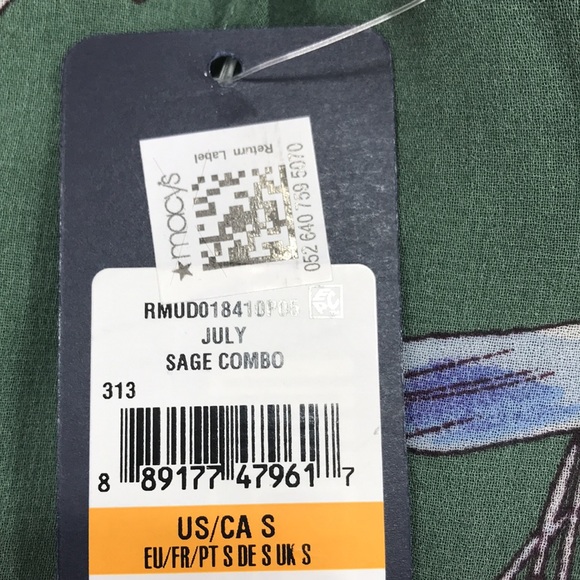 ★macy's
Return Label
052 640 759 5070
JULY
SAGE COMBO
313
8 89177 47961 7
US/CA S
EU/FR/PT S DE S UK S